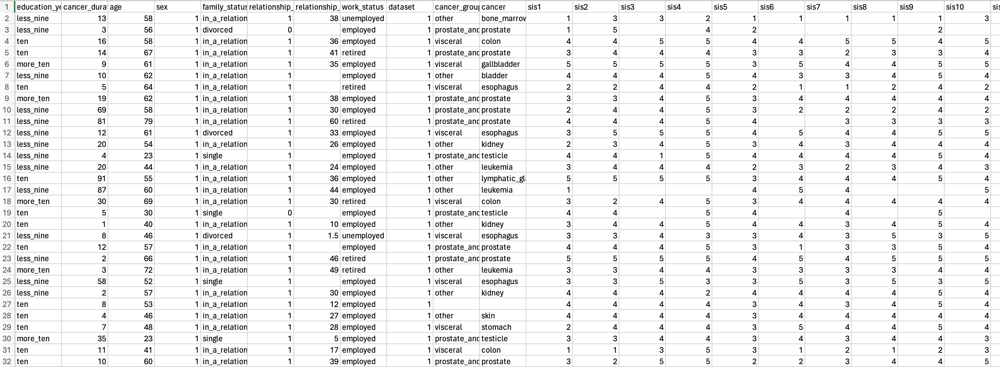 1 education_ye cancer_dura age sex family_status relationship_ relationship_ work_status dataset cancer_grou cancer sis1 sis2 sis3 sis4 sis5 sis6 sis7 sis8 sis9 sis10 sis
2 less_nine 13 58 1 in_a_relation 1 38 unemployed 1 other bone_marrow 1 3 3 2 1 1 1 1 1 3
3 less_nine 3 56 1 divorced 0 employed 1 prostate_and prostate 1 5 4 2 2
4 ten 16 58 1 in_a_relation 1 36 employed 1 visceral colon 4 4 5 5 4 4 5 5 4 5
5 ten 14 67 1 in_a_relation 1 41 retired 1 prostate_and prostate 3 4 4 4 3 3 2 3 3 4
6 more_ten 9 61 1 in_a_relation 1 35 employed 1 visceral gallbladder 5 5 5 5 3 5 4 4 5 5
7 less_nine 10 62 1 in_a_relation 1 employed 1 other bladder 4 4 4 5 4 3 3 4 5 4
8 ten 5 64 1 in_a_relation 1 retired 1 visceral esophagus 2 2 4 4 2 1 1 2 4 2
9 more_ten 19 62 1 in_a_relation 1 38 employed 1 prostate_and prostate 3 3 4 5 3 4 4 4 4 4
10 less_nine 69 58 1 in_a_relation 1 30 employed 1 prostate_and prostate 2 4 4 5 3 2 2 2 4 2
11 less_nine 81 79 1 in_a_relation 1 60 retired 1 prostate_and prostate 4 4 4 5 4 3 3 3 3
12 less_nine 12 61 1 divorced 1 33 employed 1 visceral esophagus 3 5 5 5 4 5 4 4 5 5
13 less_nine 20 54 1 in_a_relation 1 26 employed 1 other kidney 2 3 4 5 3 4 3 4 4 4
14 less_nine 4 23 1 single 1 employed 1 prostate_and testicle 4 4 1 5 4 4 4 4 5 4
15 less_nine 20 44 1 in_a_relation 1 24 employed 1 other leukemia 3 4 4 4 2 3 2 3 4 3
16 ten 91 55 1 in_a_relation 1 36 employed 1 other lymphatic_gl 5 5 5 5 3 4 4 4 5 4
17 less_nine 87 60 1 in_a_relation 1 44 employed 1 other leukemia 1 4 5 4 5
18 more_ten 30 69 1 in_a_relation 1 30 retired 1 visceral colon 3 2 4 5 3 4 4 4 4 4
19 ten 5 30 1 single 0 employed 1 prostate_and testicle 4 4 5 4 4 5
20 ten 1 40 1 in_a_relation 1 10 employed 1 other kidney 3 4 4 5 4 4 3 4 5 4
21 less_nine 8 46 1 divorced 1 1.5 unemployed 1 visceral esophagus 3 3 4 3 3 4 3 5 3 5
22 ten 12 57 1 in_a_relation 1 employed 1 prostate_and prostate 4 4 4 5 3 1 3 3 5 4
23 less_nine 2 66 1 in_a_relation 1 46 retired 1 prostate_and prostate 5 5 5 5 4 5 4 5 5 5
24 more_ten 3 72 1 in_a_relation 1 49 retired 1 other leukemia 3 3 4 4 3 3 3 3 4 4
25 less_nine 58 52 1 single 1 employed 1 visceral esophagus 3 3 5 3 3 5 3 5 3 5
26 less_nine 2 57 1 in_a_relation 1 30 employed 1 other kidney 4 4 4 2 4 4 4 4 5 4
27 ten 8 53 1 in_a_relation 1 12 employed 1 4 4 4 4 3 4 3 4 5 4
28 ten 4 46 1 in_a_relation 1 27 employed 1 other skin 4 4 4 4 3 4 4 4 4 4
29 ten 7 48 1 in_a_relation 1 28 employed 1 visceral stomach 2 4 4 4 3 5 4 4 5 4
30 more_ten 35 23 1 single 1 5 employed 1 prostate_and testicle 3 3 4 4 3 4 3 4 4 3
31 ten 11 41 1 in_a_relation 1 17 employed 1 visceral colon 1 1 3 5 3 1 2 1 2 3
32 ten 10 60 1 in_a_relation 1 39 employed 1 prostate_and prostate 3 2 5 5 2 2 3 4 4 5